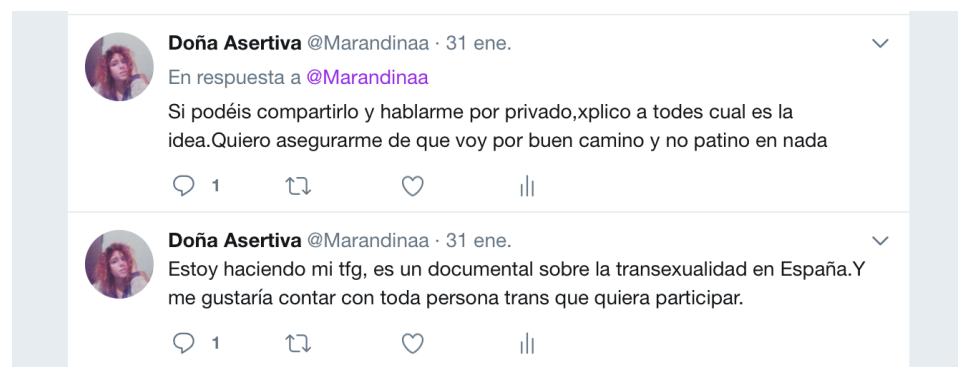 Doña Asertiva @Marandinaa · 31 ene.
En respuesta a @Marandinaa
Si podéis compartirlo y hablarme por privado,xplico a todes cual es la
idea.Quiero asegurarme de que voy por buen camino y no patino en nada
1
Doña Asertiva @Marandinaa · 31 ene.
Estoy haciendo mi tfg, es un documental sobre la transexualidad en España.Y
me gustaría contar con toda persona trans que quiera participar.
1